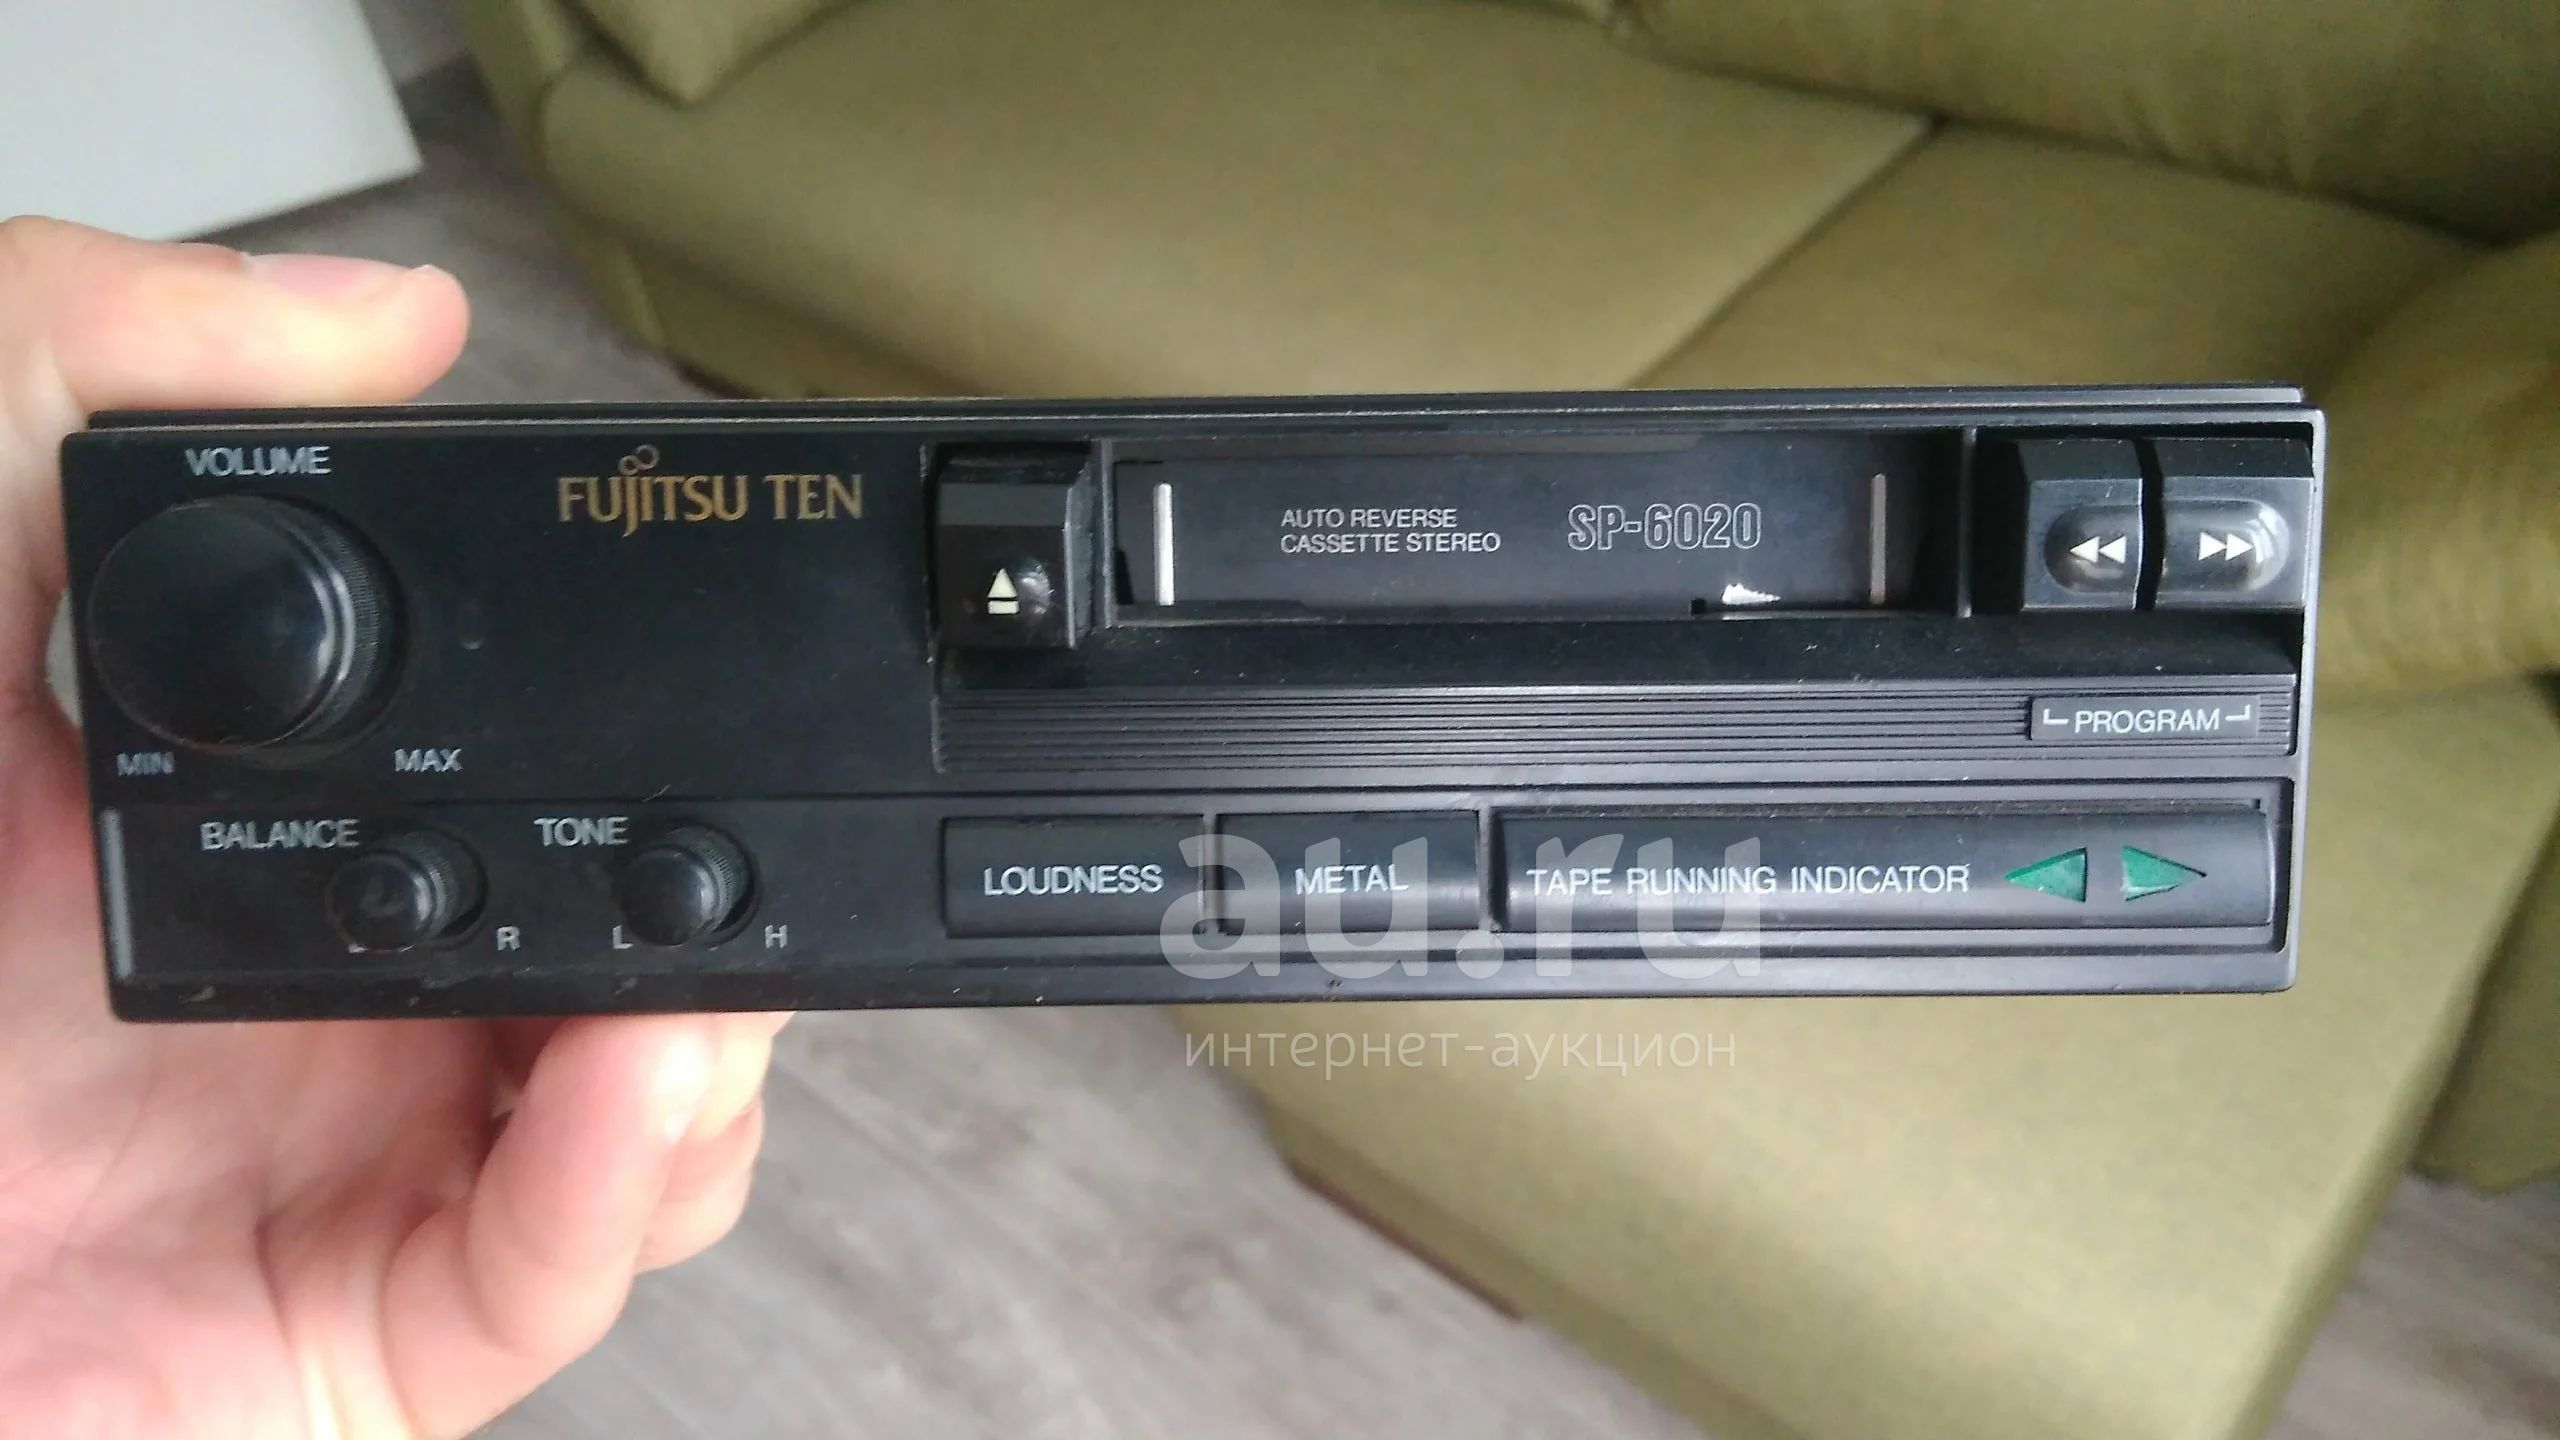 VOLUME
FUJITSU TEN
AUTO REVERSE
CASSETTE STEREO
SP-6020
MIN
MAX
PROGRAM
BALANCE
R
TONE
L
H
LOUDNESS
METAL
TAPE RUNNING INDICATOR
au.ru
интернет-аукцион